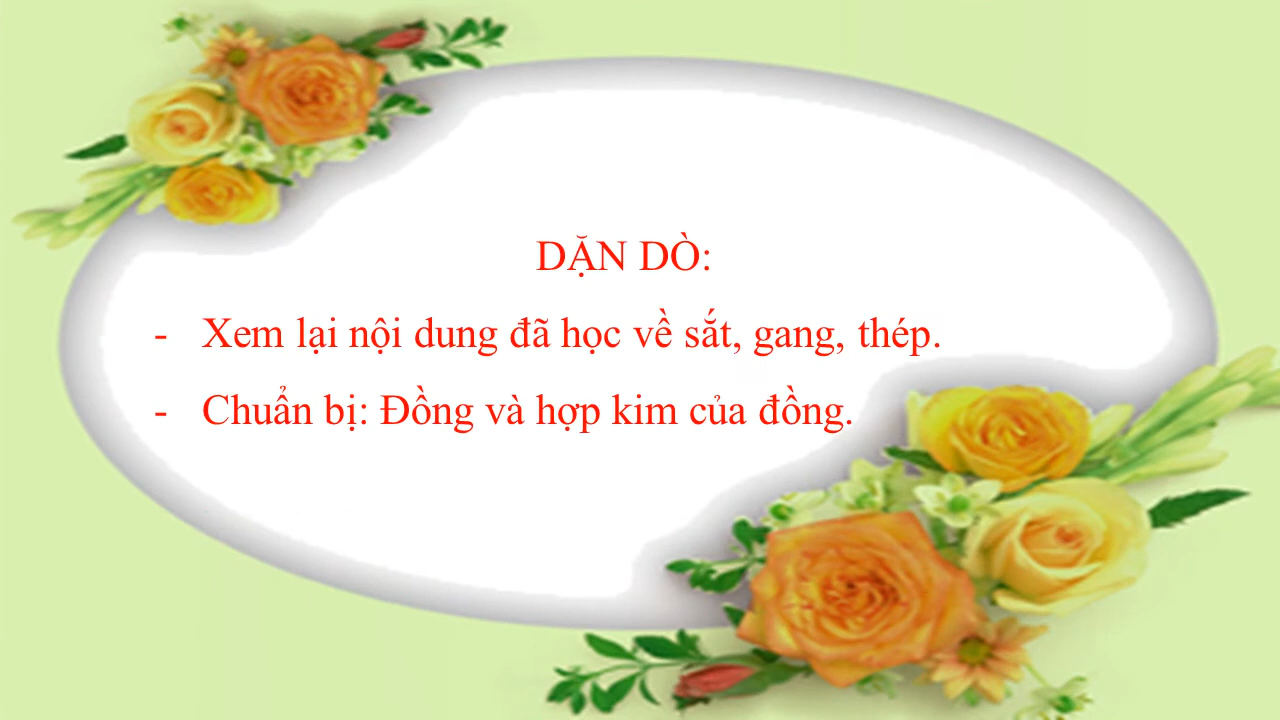 DẶN DÒ:
- Xem lại nội dung đã học về sắt, gang, thép.
- Chuẩn bị: Đồng và hợp kim của đồng.